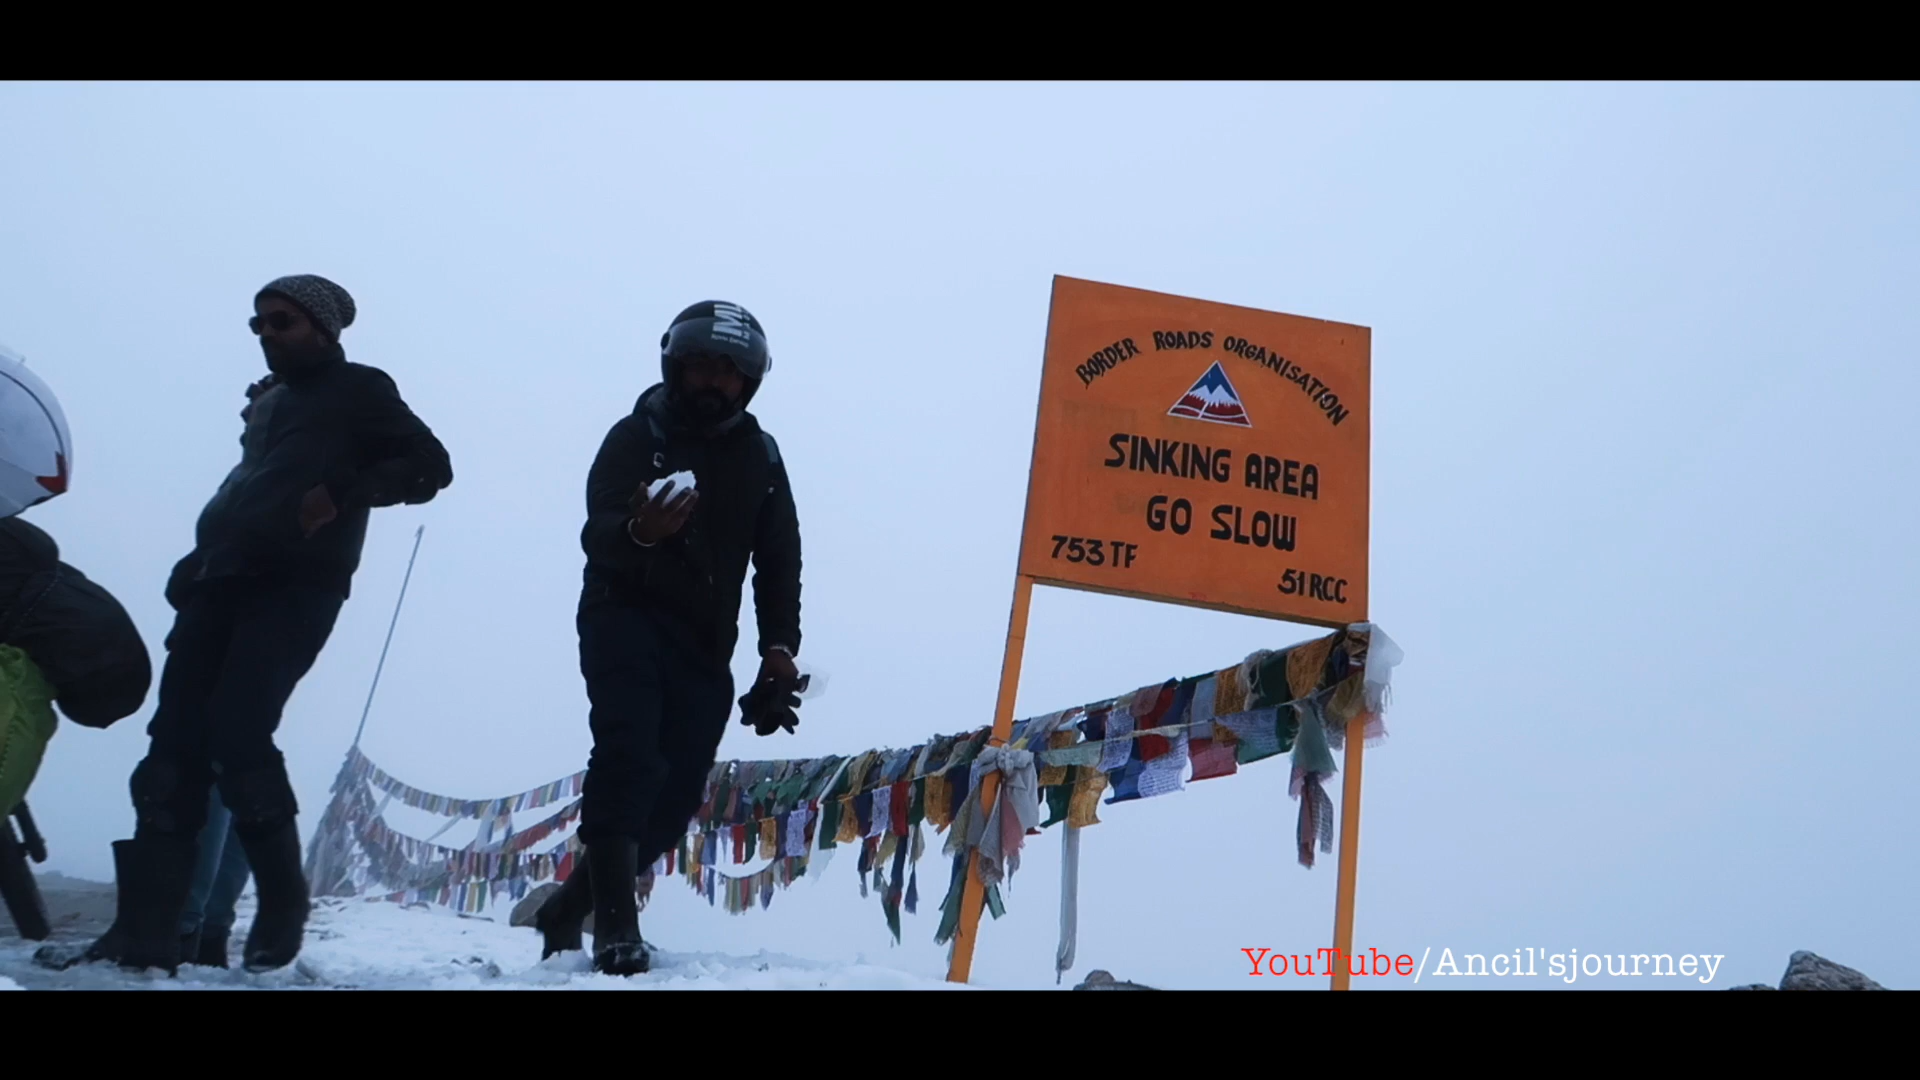 BORDER ROADS ORGANISATION
SINKING AREA
GO SLOW
753 TF
51 RCC
YouTube/Ancil'sjourney